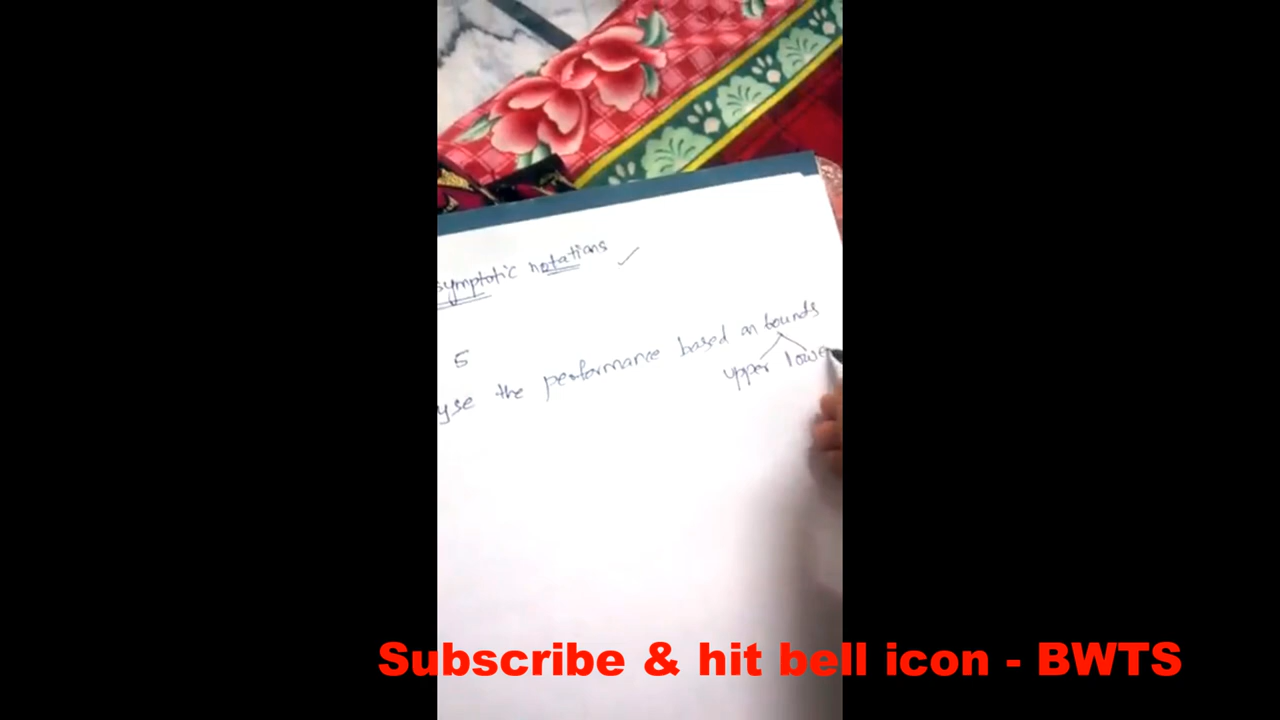 symptotic notations ✓
5
yse the performance based on bounds
upper lowe
Subscribe & hit bell icon - BWTS